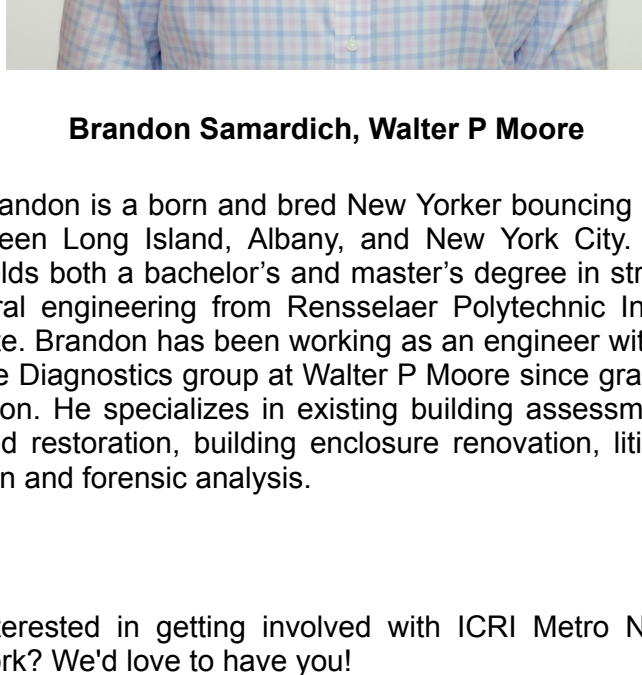 Brandon Samardich, Walter P Moore
andon is a born and bred New Yorker bouncing
een Long Island, Albany, and New York City.
lds both a bachelor’s and master’s degree in str
ral engineering from Rensselaer Polytechnic In
te. Brandon has been working as an engineer wit
e Diagnostics group at Walter P Moore since gra
on. He specializes in existing building assessm
d restoration, building enclosure renovation, liti
n and forensic analysis.
terested in getting involved with ICRI Metro N
ork? We'd love to have you!